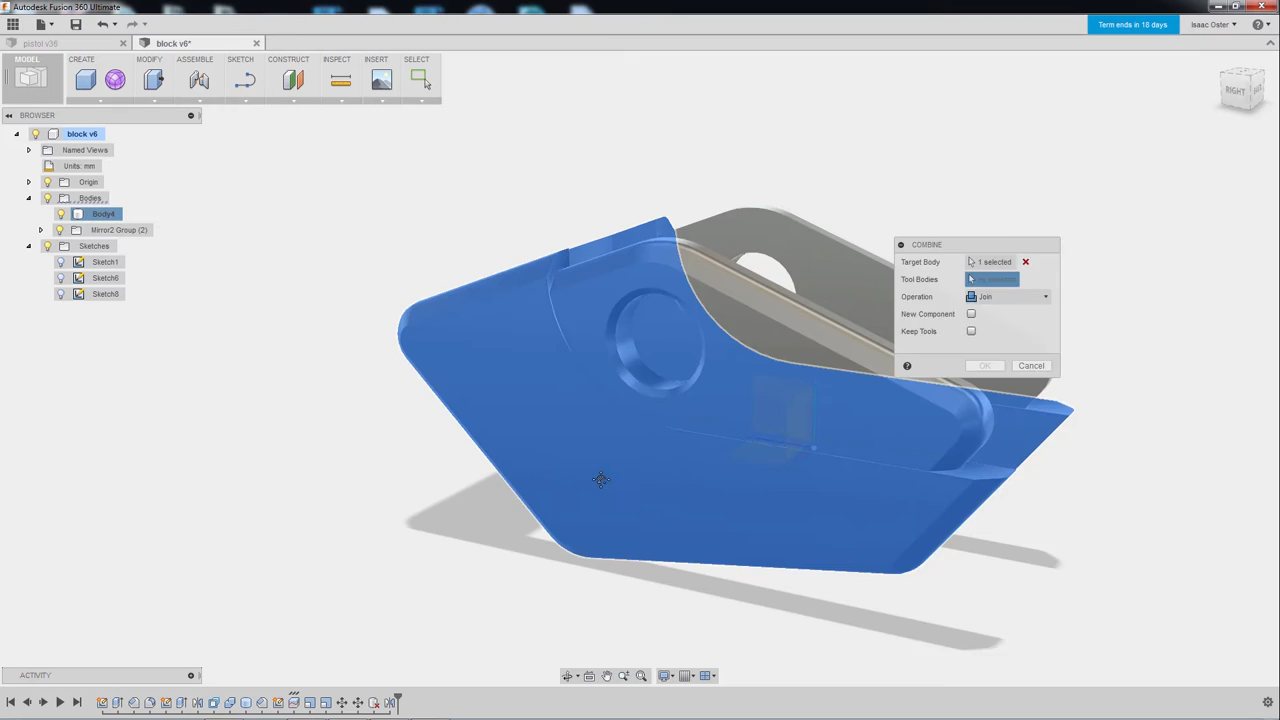 Autodesk Fusion 360 Ultimate
Term ends in 18 days
Isaac Oster
pistol v36
block v6*
MODEL
CREATE
MODIFY
ASSEMBLE
SKETCH
CONSTRUCT
INSPECT
INSERT
SELECT
RIGHT
BROWSER
block v6
Named Views
Units: mm
Origin
Bodies
Body4
Mirror2 Group (2)
Sketches
Sketch1
Sketch6
Sketch8
COMBINE
Target Body
1 selected
Tool Bodies
Operation
Join
New Component
Keep Tools
OK
Cancel
ACTIVITY